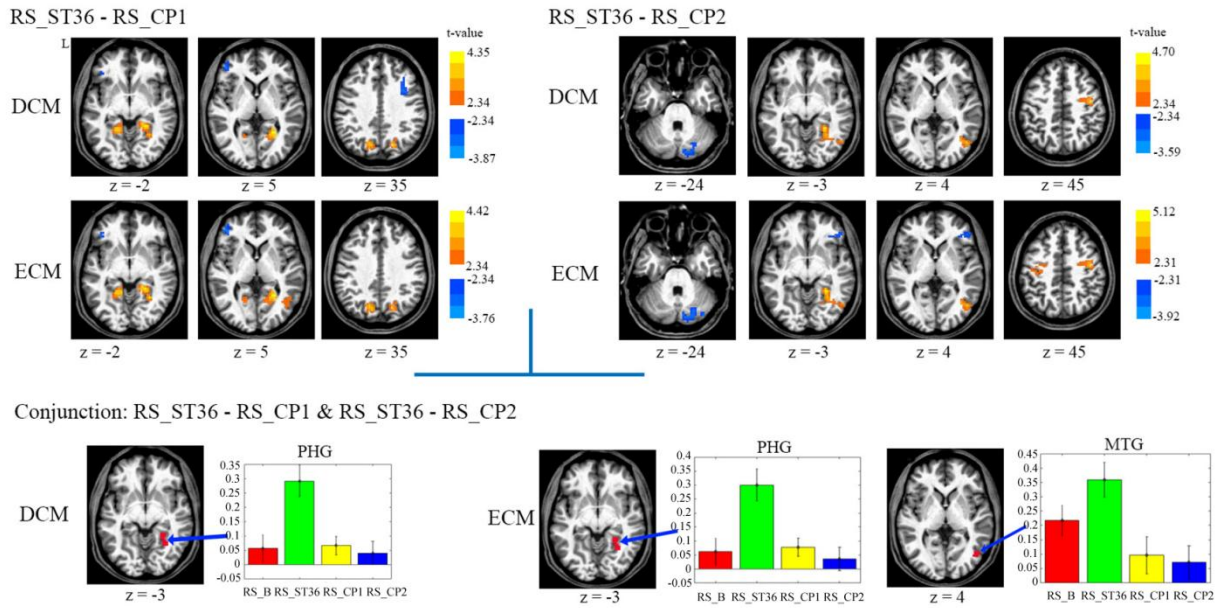 RS_ST36 - RS_CP1
L
t-value
4.35
2.34
-2.34
-3.87
DCM
z = -2
z = 5
z = 35
4.42
2.34
-2.34
-3.76
ECM
z = -2
z = 5
z = 35
RS_ST36 - RS_CP2
t-value
4.70
2.34
-2.34
-3.59
DCM
z = -24
z = -3
z = 4
z = 45
5.12
2.31
-2.31
-3.92
ECM
z = -24
z = -3
z = 4
z = 45
Conjunction: RS_ST36 - RS_CP1 & RS_ST36 - RS_CP2
DCM
z = -3
PHG
0.35
0.3
0.25
0.2
0.15
0.1
0.05
0
-0.05
RS_B RS_ST36 RS_CP1 RS_CP2
ECM
z = -3
PHG
0.4
0.35
0.3
0.25
0.2
0.15
0.1
0.05
0
-0.05
RS_B RS_ST36 RS_CP1 RS_CP2
z = 4
MTG
0.45
0.4
0.35
0.3
0.25
0.2
0.15
0.1
0.05
0
RS_B RS_ST36 RS_CP1 RS_CP2